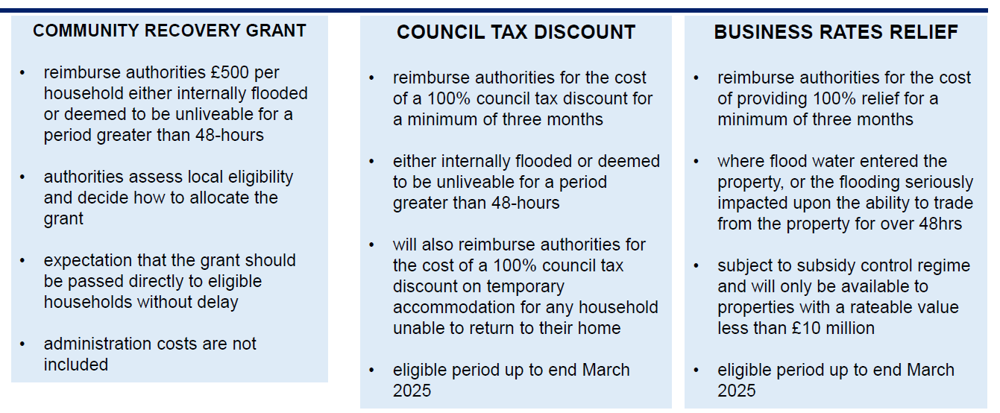 COMMUNITY RECOVERY GRANT
• reimburse authorities £500 per
household either internally flooded
or deemed to be unliveable for a
period greater than 48-hours
• authorities assess local eligibility
and decide how to allocate the
grant
• expectation that the grant should
be passed directly to eligible
households without delay
• administration costs are not
included
COUNCIL TAX DISCOUNT
• reimburse authorities for the cost
of a 100% council tax discount for
a minimum of three months
• either internally flooded or deemed
to be unliveable for a period
greater than 48-hours
• will also reimburse authorities for
the cost of a 100% council tax
discount on temporary
accommodation for any household
unable to return to their home
• eligible period up to end March
2025
BUSINESS RATES RELIEF
• reimburse authorities for the cost
of providing 100% relief for a
minimum of three months
• where flood water entered the
property, or the flooding seriously
impacted upon the ability to trade
from the property for over 48hrs
• subject to subsidy control regime
and will only be available to
properties with a rateable value
less than £10 million
• eligible period up to end March
2025